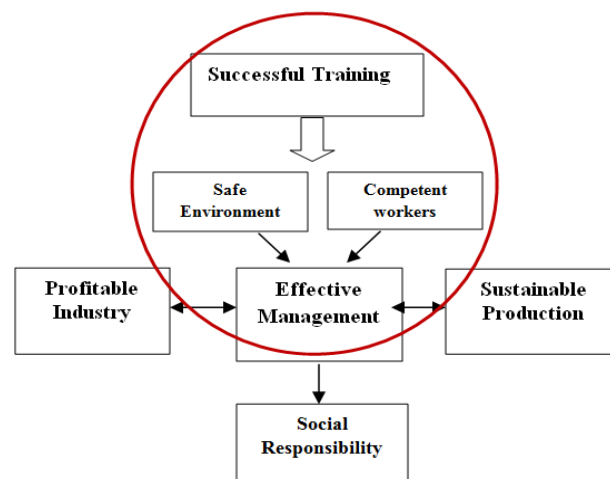 Successful Training
Safe
Environment
Competent
workers
Profitable
Industry
Effective
Management
Sustainable
Production
Social
Responsibility